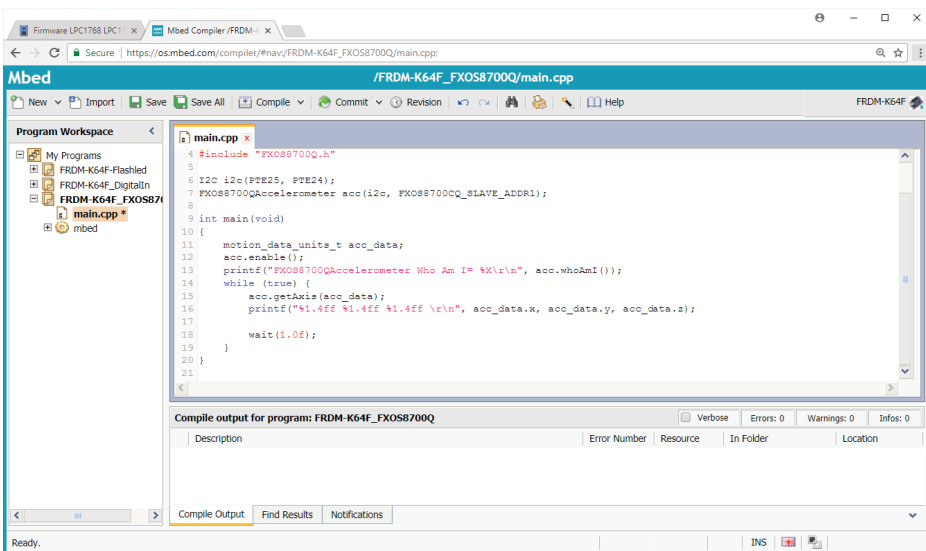 Firmware LPC1768 LPC1
Mbed Compiler /FRDM-
Secure | https://os.mbed.com/compiler/#nav:/FRDM-K64F_FXOS8700Q/main.cpp:
Mbed /FRDM-K64F_FXOS8700Q/main.cpp
New Import Save Save All Compile Commit Revision Help FRDM-K64F
Program Workspace
My Programs
FRDM-K64F-Flashled
FRDM-K64F_DigitalIn
FRDM-K64F_FXOS87
main.cpp *
mbed
main.cpp x
4 #include "FXOS8700Q.h"
5
6 I2C i2c(PTE25, PTE24);
7 FXOS8700QAccelerometer acc(i2c, FXOS8700CQ_SLAVE_ADDR1);
8
9 int main(void)
10 {
11     motion_data_units_t acc_data;
12     acc.enable();
13     printf("FXOS8700QAccelerometer Who Am I= %X\r\n", acc.whoAmI());
14     while (true) {
15         acc.getAxis(acc_data);
16         printf("%1.4ff %1.4ff %1.4ff \r\n", acc_data.x, acc_data.y, acc_data.z);
17
18         wait(1.0f);
19     }
20 }
21
Compile output for program: FRDM-K64F_FXOS8700Q Verbose Errors: 0 Warnings: 0 Infos: 0
Description Error Number Resource In Folder Location
Compile Output Find Results Notifications
Ready. INS